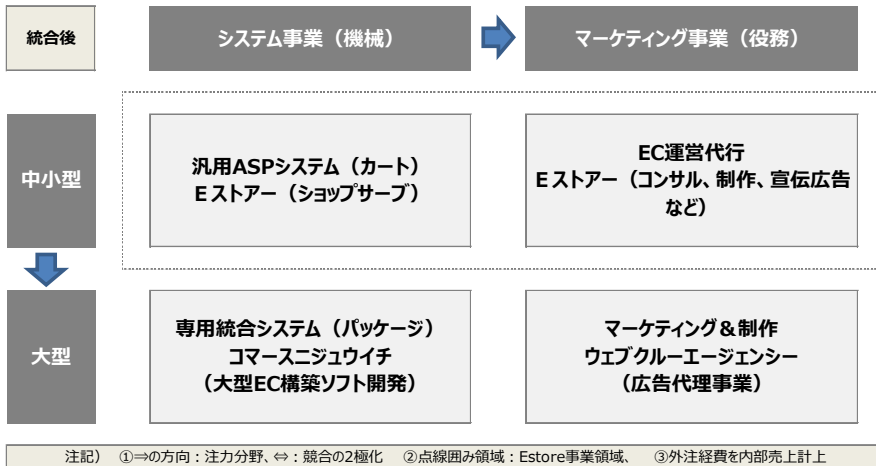 統合後
システム事業（機械）
マーケティング事業（役務）
中小型
汎用ASPシステム（カート）
Eストアー（ショップサーブ）
EC運営代行
Eストアー（コンサル、制作、宣伝広告
など）
大型
専用統合システム（パッケージ）
コマースニジュウイチ
（大型EC構築ソフト開発）
マーケティング&制作
ウェブクルーエージェンシー
（広告代理事業）
注記） ①⇒の方向：注力分野、⇔：競合の2極化 ②点線囲み領域：Estore事業領域、 ③外注経費を内部売上計上